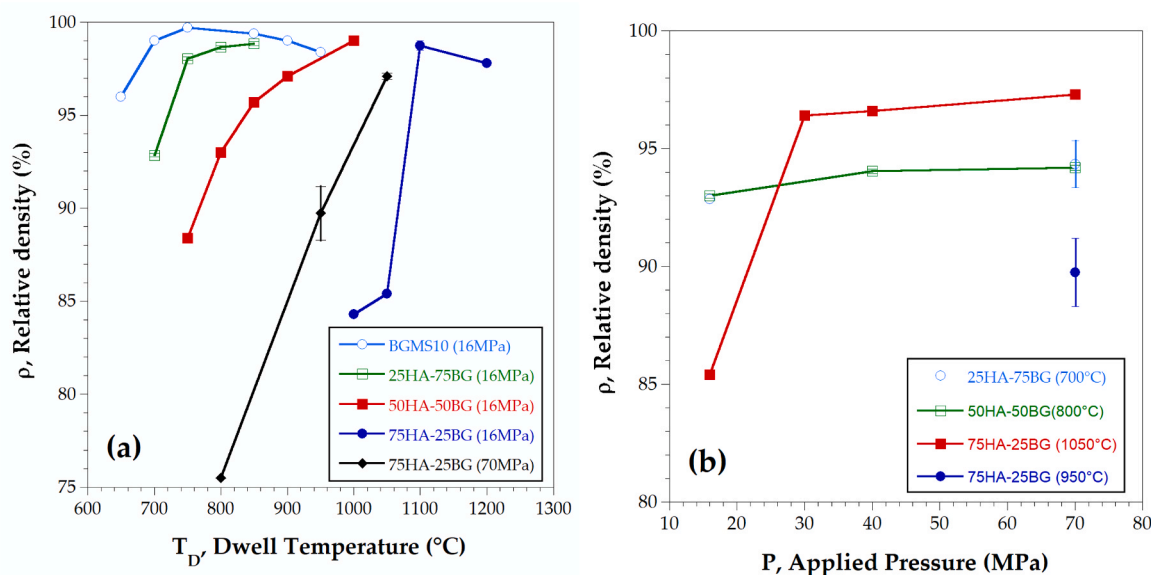 100
95
90
85
80
75
ρ, Relative density (%)
600 700 800 900 1000 1100 1200 1300
T_D, Dwell Temperature (°C)
(a)
BGMS10 (16MPa)
25HA-75BG (16MPa)
50HA-50BG (16MPa)
75HA-25BG (16MPa)
75HA-25BG (70MPa)
100
95
90
85
80
ρ, Relative density (%)
10 20 30 40 50 60 70 80
P, Applied Pressure (MPa)
(b)
25HA-75BG (700°C)
50HA-50BG(800°C)
75HA-25BG (1050°C)
75HA-25BG (950°C)